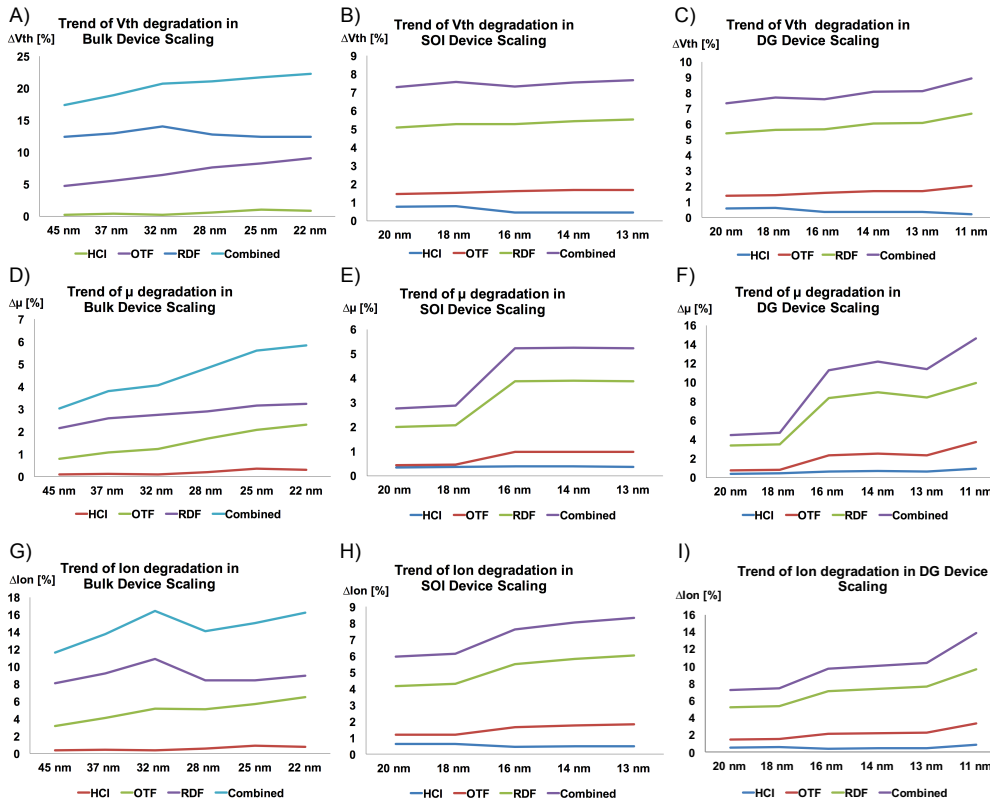 A)
Trend of Vth degradation in
Bulk Device Scaling
ΔVth [%]
25
20
15
10
5
0
45 nm 37 nm 32 nm 28 nm 25 nm 22 nm
HCI OTF RDF Combined
B)
Trend of Vth degradation in
SOI Device Scaling
ΔVth [%]
9
8
7
6
5
4
3
2
1
0
20 nm 18 nm 16 nm 14 nm 13 nm
HCI OTF RDF Combined
C)
Trend of Vth degradation in
DG Device Scaling
ΔVth [%]
10
9
8
7
6
5
4
3
2
1
0
20 nm 18 nm 16 nm 14 nm 13 nm 11 nm
HCI OTF RDF Combined
D)
Trend of μ degradation in
Bulk Device Scaling
Δμ [%]
7
6
5
4
3
2
1
0
45 nm 37 nm 32 nm 28 nm 25 nm 22 nm
HCI OTF RDF Combined
E)
Trend of μ degradation in
SOI Device Scaling
Δμ [%]
6
5
4
3
2
1
0
20 nm 18 nm 16 nm 14 nm 13 nm
HCI OTF RDF Combined
F)
Trend of μ degradation in
DG Device Scaling
Δμ [%]
16
14
12
10
8
6
4
2
0
20 nm 18 nm 16 nm 14 nm 13 nm 11 nm
HCI OTF RDF Combined
G)
Trend of Ion degradation in
Bulk Device Scaling
ΔIon [%]
18
16
14
12
10
8
6
4
2
0
45 nm 37 nm 32 nm 28 nm 25 nm 22 nm
HCI OTF RDF Combined
H)
Trend of Ion degradation in
SOI Device Scaling
ΔIon [%]
9
8
7
6
5
4
3
2
1
0
20 nm 18 nm 16 nm 14 nm 13 nm
HCI OTF RDF Combined
I)
Trend of Ion degradation in DG Device
Scaling
ΔIon [%]
16
14
12
10
8
6
4
2
0
20 nm 18 nm 16 nm 14 nm 13 nm 11 nm
HCI OTF RDF Combined